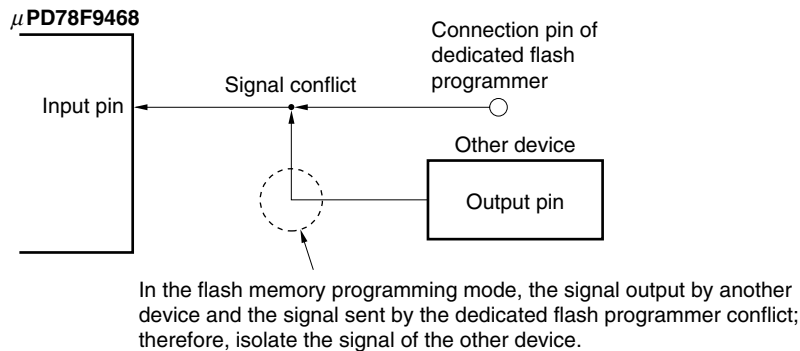 μPD78F9468
Connection pin of
dedicated flash
programmer
Signal conflict
Input pin
Other device
Output pin
In the flash memory programming mode, the signal output by another
device and the signal sent by the dedicated flash programmer conflict;
therefore, isolate the signal of the other device.